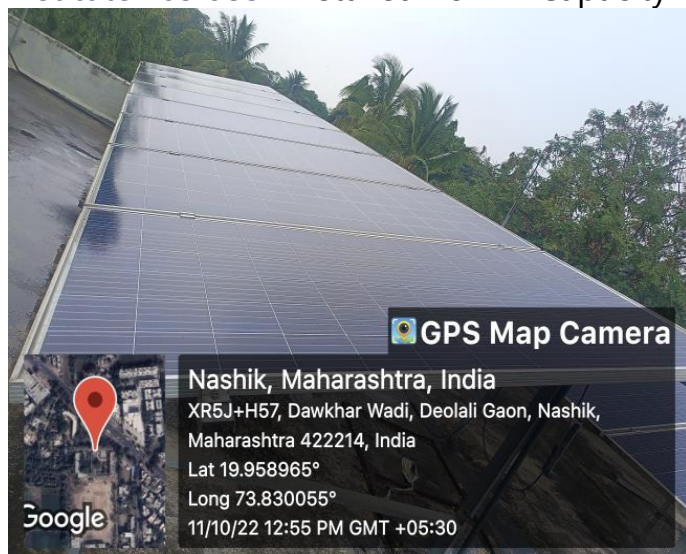 GPS Map Camera
Nashik, Maharashtra, India
XR5J+H57, Dawkhar Wadi, Deolali Gaon, Nashik,
Maharashtra 422214, India
Lat 19.958965°
Long 73.830055°
11/10/22 12:55 PM GMT +05:30
Google